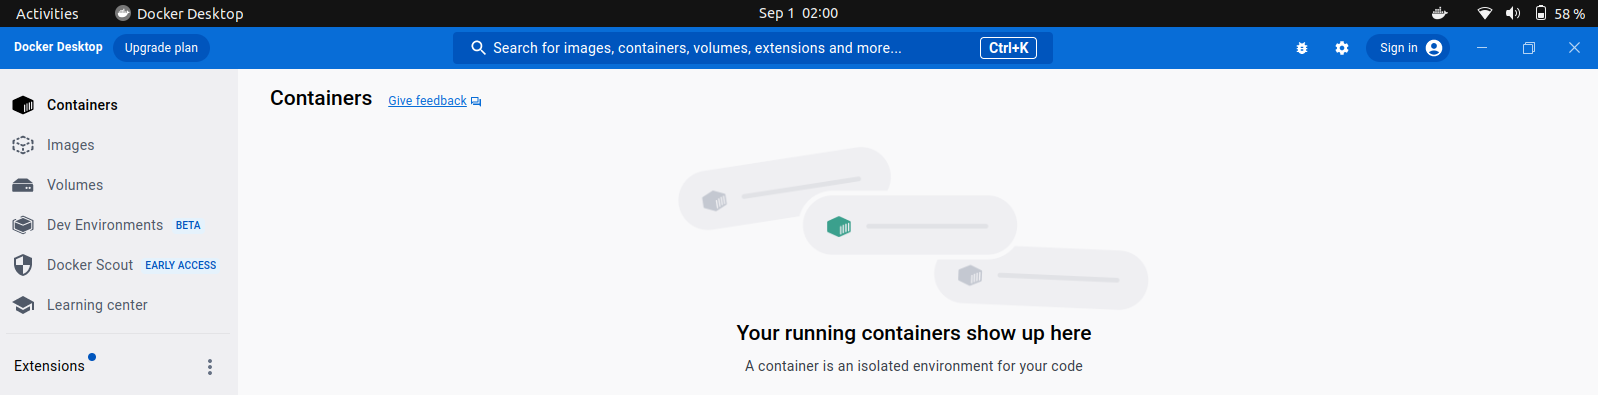 Activities Docker Desktop Sep 1 02:00 58 %
Docker Desktop Upgrade plan Search for images, containers, volumes, extensions and more... Ctrl+K Sign in
Containers
Images
Volumes
Dev Environments BETA
Docker Scout EARLY ACCESS
Learning center
Extensions
Containers Give feedback
Your running containers show up here
A container is an isolated environment for your code